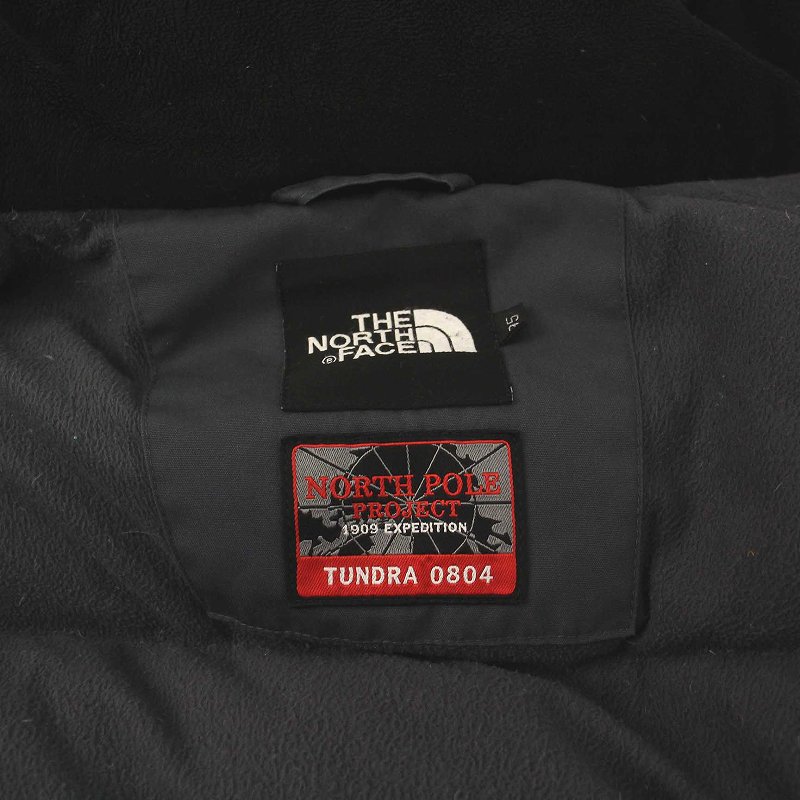 THE
NORTH
FACE®
NORTH POLE
PROJECT
1909 EXPEDITION
TUNDRA 0804